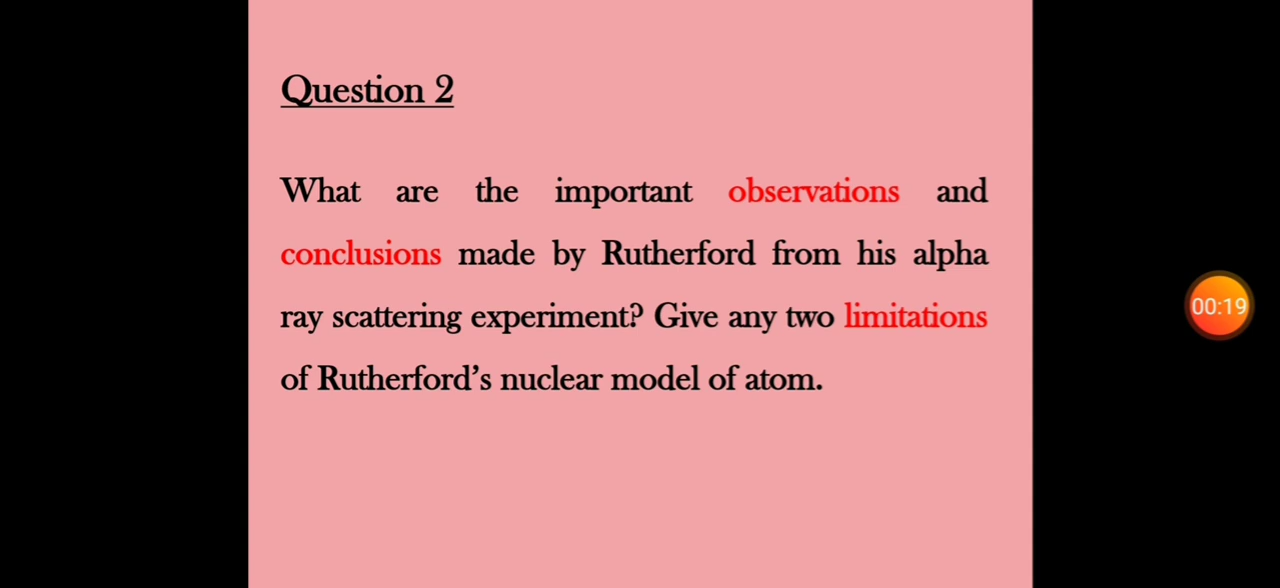 Question 2
What are the important observations and
conclusions made by Rutherford from his alpha
ray scattering experiment? Give any two limitations
of Rutherford’s nuclear model of atom.
00:19